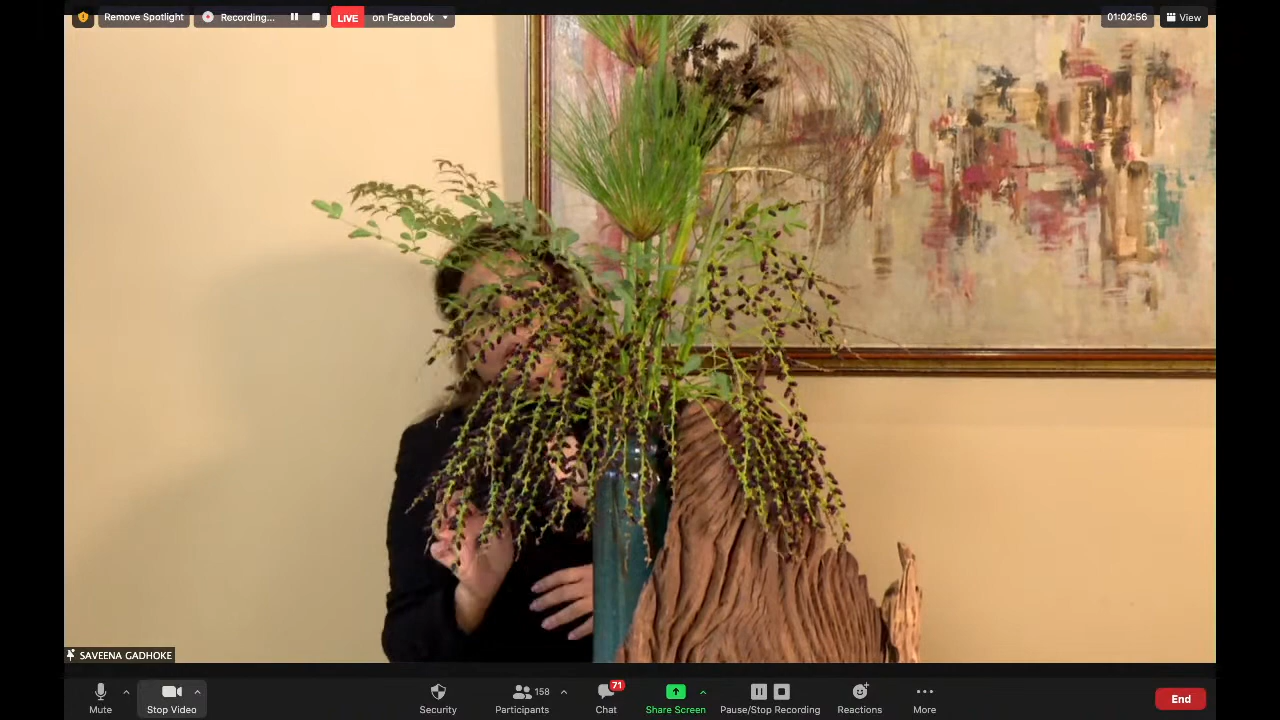 Remove Spotlight
Recording...
LIVE on Facebook
01:02:56
View
SAVEENA GADHOKE
Mute
Stop Video
Security
158
Participants
71
Chat
Share Screen
Pause/Stop Recording
Reactions
More
End